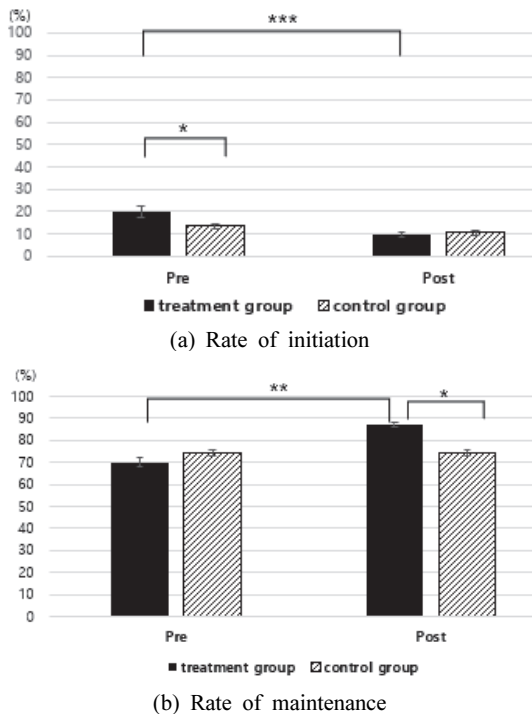 (%)
100
***
90
80
70
60
50
*
40
30
20
10
0
Pre
Post
treatment group
control group
(a) Rate of initiation
(%)
100
**
*
90
80
70
60
50
40
30
20
10
0
Pre
Post
treatment group
control group
(b) Rate of maintenance